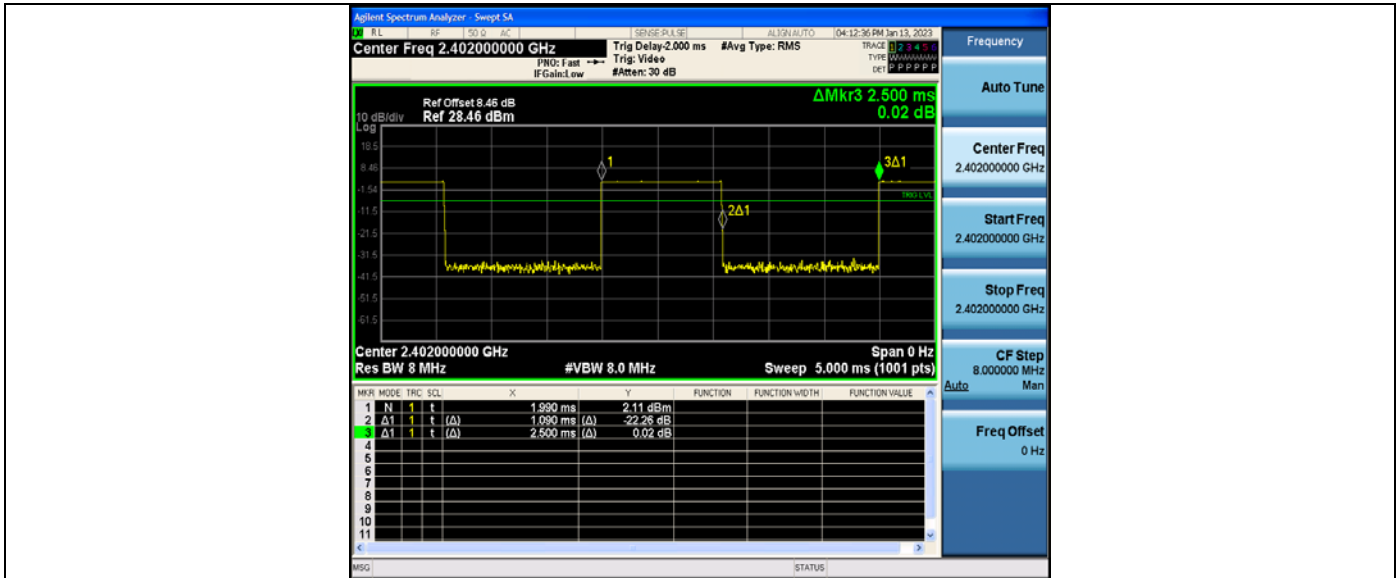 Agilent Spectrum Analyzer - Swept SA
RL RF 50 Ω AC SENSE:PULSE ALIGN AUTO 04:12:36 PM Jan 13, 2023
Center Freq 2.402000000 GHz
Trig Delay-2.000 ms #Avg Type: RMS
TRACE 1 2 3 4 5 6
PNO: Fast Trig: Video
TYPE WWWWWW
IFGain:Low #Atten: 30 dB
DET P P P P P P
Frequency
Auto Tune
ΔMkr3 2.500 ms
0.02 dB
Ref Offset 8.46 dB
10 dB/div Ref 28.46 dBm
Log
18.5
8.46
-1.54
-11.5
-21.5
-31.5
-41.5
-51.5
-61.5
1
3Δ1
TRIG LVL
2Δ1
Center 2.402000000 GHz Span 0 Hz
Res BW 8 MHz #VBW 8.0 MHz Sweep 5.000 ms (1001 pts)
Center Freq
2.402000000 GHz
Start Freq
2.402000000 GHz
Stop Freq
2.402000000 GHz
CF Step
8.000000 MHz
Auto Man
Freq Offset
0 Hz
MKR MODE TRC SCL X Y FUNCTION FUNCTION WIDTH FUNCTION VALUE
1 N 1 t 1.990 ms 2.11 dBm
2 Δ1 1 t (Δ) 1.090 ms (Δ) -22.26 dB
3 Δ1 1 t (Δ) 2.500 ms (Δ) 0.02 dB
4
5
6
7
8
9
10
11
MSG STATUS